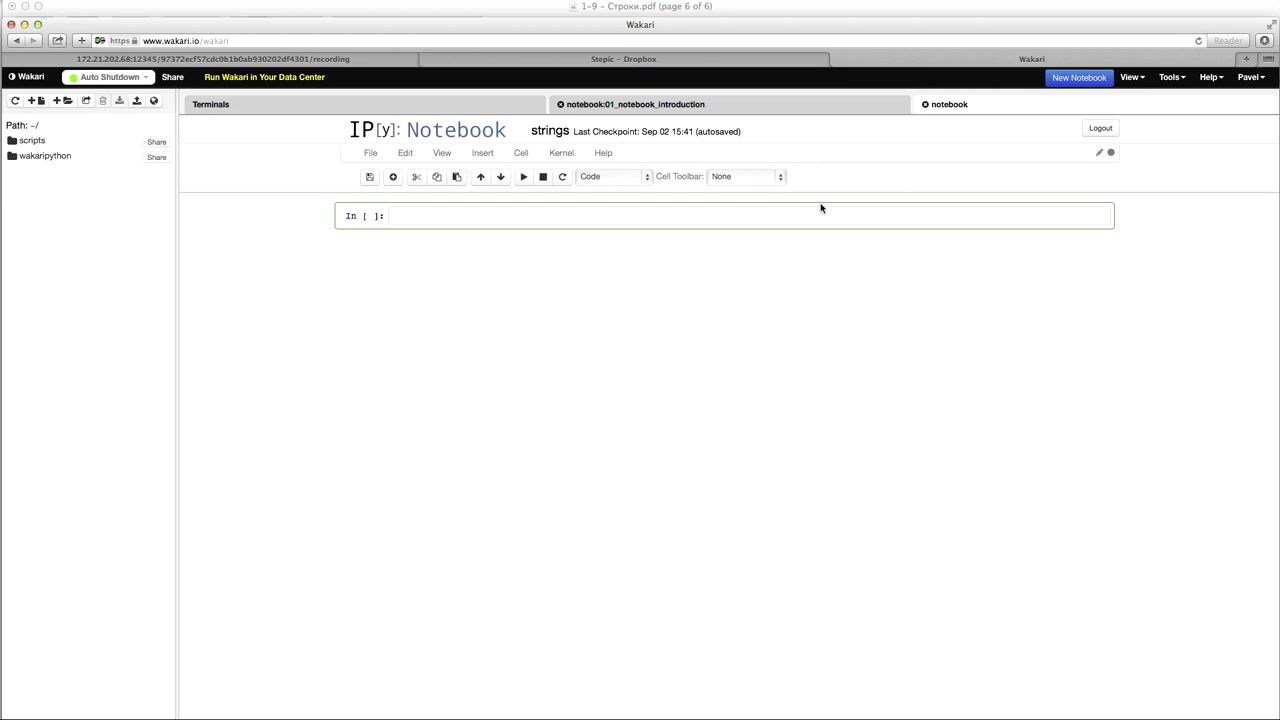 1-9 – Строки.pdf (page 6 of 6)
Wakari
https www.wakari.io/wakari Reader
172.21.202.68:12345/97372ecf57cdc0b1b0ab930202df4301/recording Stepic – Dropbox Wakari
Wakari Auto Shutdown Share Run Wakari in Your Data Center New Notebook View Tools Help Pavel
Terminals notebook:01_notebook_introduction notebook
Path: ~/
scripts Share
wakaripython Share
IP[y]: Notebook strings Last Checkpoint: Sep 02 15:41 (autosaved) Logout
File Edit View Insert Cell Kernel Help
Code Cell Toolbar: None
In [ ]: